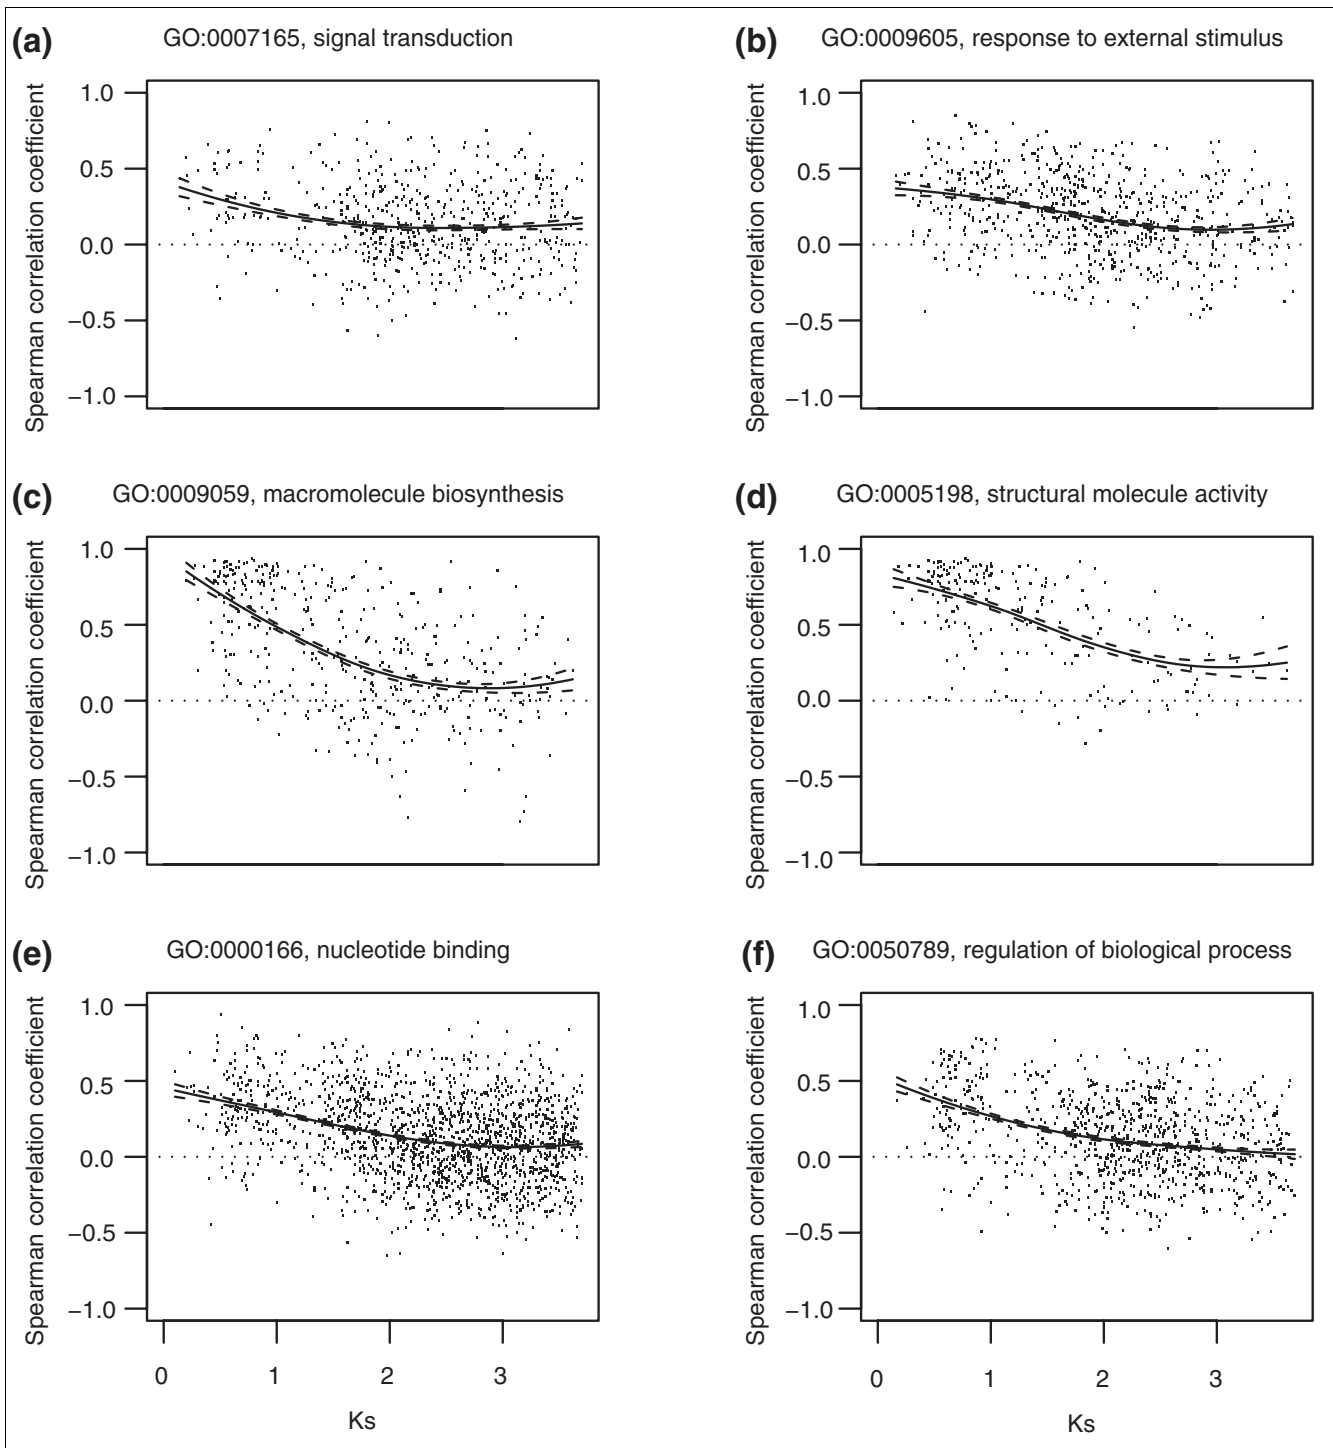 (a) GO:0007165, signal transduction
Spearman correlation coefficient
1.0
0.5
0.0
−0.5
−1.0
(b) GO:0009605, response to external stimulus
Spearman correlation coefficient
1.0
0.5
0.0
−0.5
−1.0
(c) GO:0009059, macromolecule biosynthesis
Spearman correlation coefficient
1.0
0.5
0.0
−0.5
−1.0
(d) GO:0005198, structural molecule activity
Spearman correlation coefficient
1.0
0.5
0.0
−0.5
−1.0
(e) GO:0000166, nucleotide binding
Spearman correlation coefficient
1.0
0.5
0.0
−0.5
−1.0
0 1 2 3
Ks
(f) GO:0050789, regulation of biological process
Spearman correlation coefficient
1.0
0.5
0.0
−0.5
−1.0
0 1 2 3
Ks